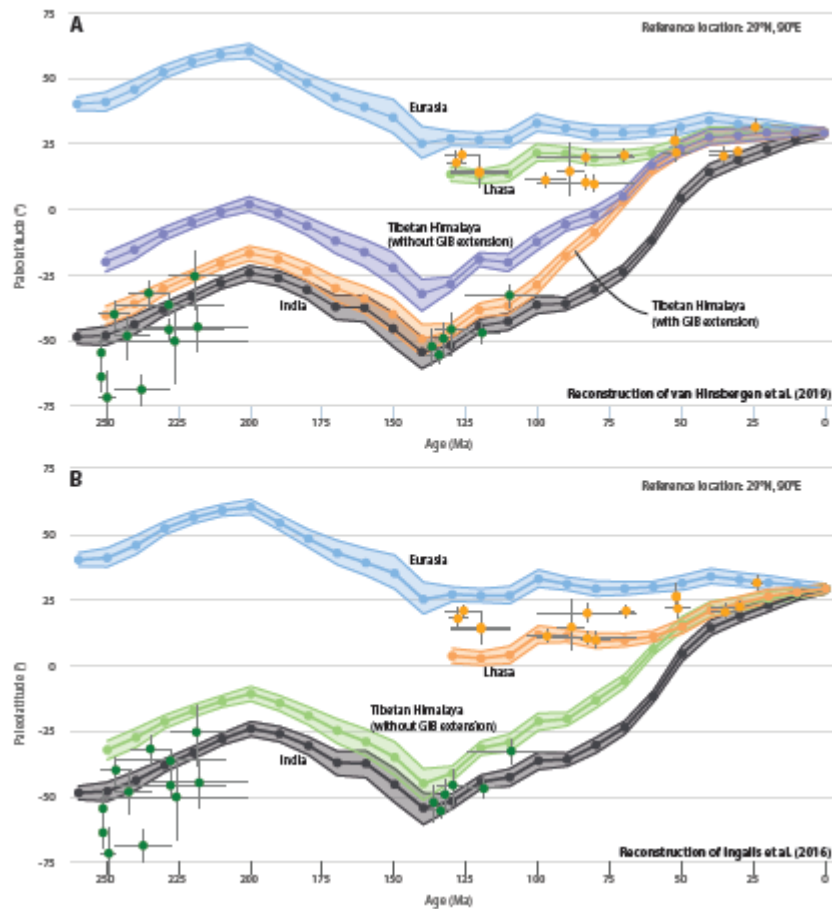 A
Reference location: 29°N, 90°E
75
50
25
0
-25
-50
-75
Paleolatitude (°)
Eurasia
Lhasa
Tibetan Himalaya
(without GIB extension)
India
Tibetan Himalaya
(with GIB extension)
Reconstruction of van Hinsbergen et al. (2019)
250 225 200 175 150 125 100 75 50 25 0
Age (Ma)
B
Reference location: 29°N, 90°E
75
50
25
0
-25
-50
-75
Paleolatitude (°)
Eurasia
Lhasa
Tibetan Himalaya
(without GIB extension)
India
Reconstruction of Ingalls et al. (2016)
250 225 200 175 150 125 100 75 50 25 0
Age (Ma)